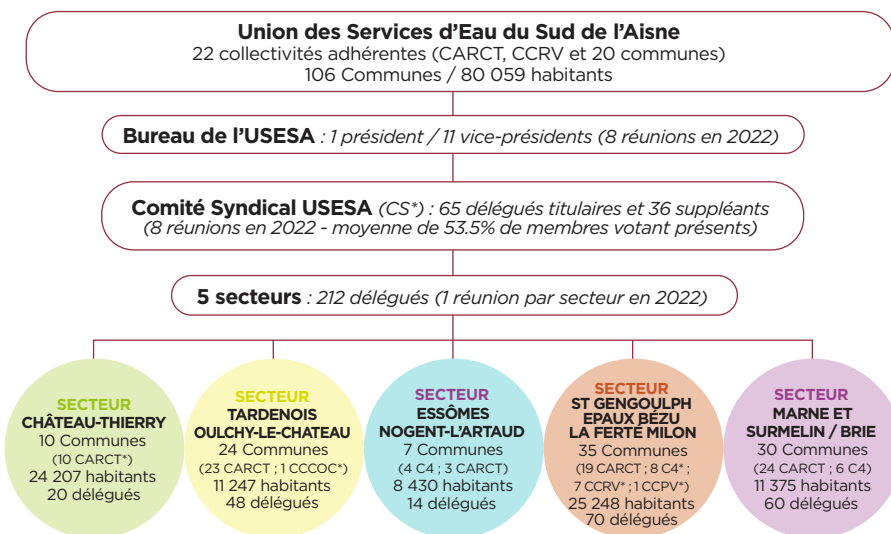 Union des Services d'Eau du Sud de l'Aisne
22 collectivités adhérentes (CARCT, CCRV et 20 communes)
106 Communes / 80 059 habitants
Bureau de l'USESA : 1 président / 11 vice-présidents (8 réunions en 2022)
Comité Syndical USESA (CS*) : 65 délégués titulaires et 36 suppléants
(8 réunions en 2022 - moyenne de 53.5% de membres votant présents)
5 secteurs : 212 délégués (1 réunion par secteur en 2022)
SECTEUR
CHÂTEAU-THIERRY
10 Communes
(10 CARCT*)
24 207 habitants
20 délégués
SECTEUR
TARDENOIS
OULCHY-LE-CHATEAU
24 Communes
(23 CARCT ; 1 CCCOC*)
11 247 habitants
48 délégués
SECTEUR
ESSÔMES
NOGENT-L'ARTAUD
7 Communes
(4 C4 ; 3 CARCT)
8 430 habitants
14 délégués
SECTEUR
ST GENGOULPH
EPAUX BÉZU
LA FERTÉ MILON
35 Communes
(19 CARCT ; 8 C4* ;
7 CCRV* ; 1 CCPV*)
25 248 habitants
70 délégués
SECTEUR
MARNE ET
SURMELIN / BRIE
30 Communes
(24 CARCT ; 6 C4)
11 375 habitants
60 délégués